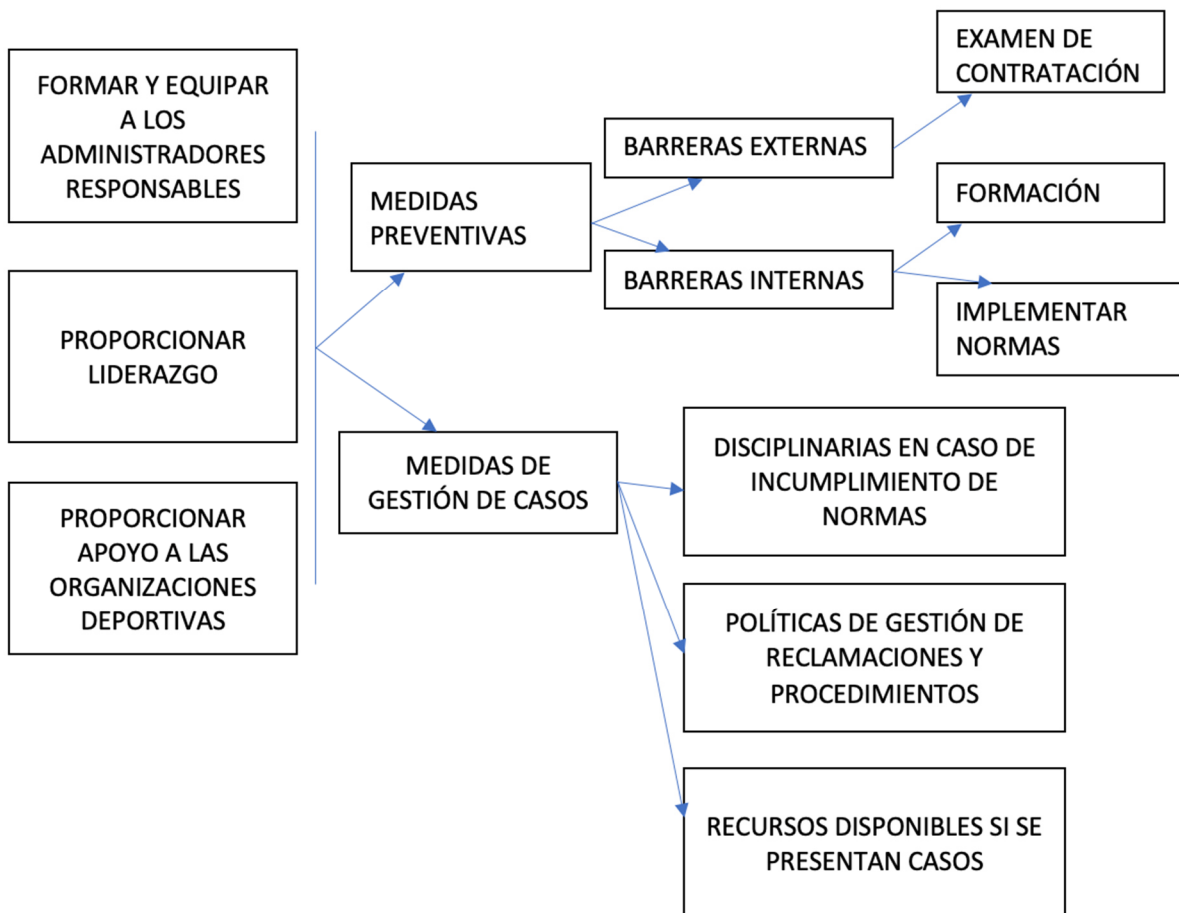 FORMAR Y EQUIPAR
A LOS
ADMINISTRADORES
RESPONSABLES
PROPORCIONAR
LIDERAZGO
PROPORCIONAR
APOYO A LAS
ORGANIZACIONES
DEPORTIVAS
MEDIDAS
PREVENTIVAS
MEDIDAS DE
GESTIÓN DE CASOS
BARRERAS EXTERNAS
BARRERAS INTERNAS
EXAMEN DE
CONTRATACIÓN
FORMACIÓN
IMPLEMENTAR
NORMAS
DISCIPLINARIAS EN CASO DE
INCUMPLIMIENTO DE
NORMAS
POLÍTICAS DE GESTIÓN DE
RECLAMACIONES Y
PROCEDIMIENTOS
RECURSOS DISPONIBLES SI SE
PRESENTAN CASOS